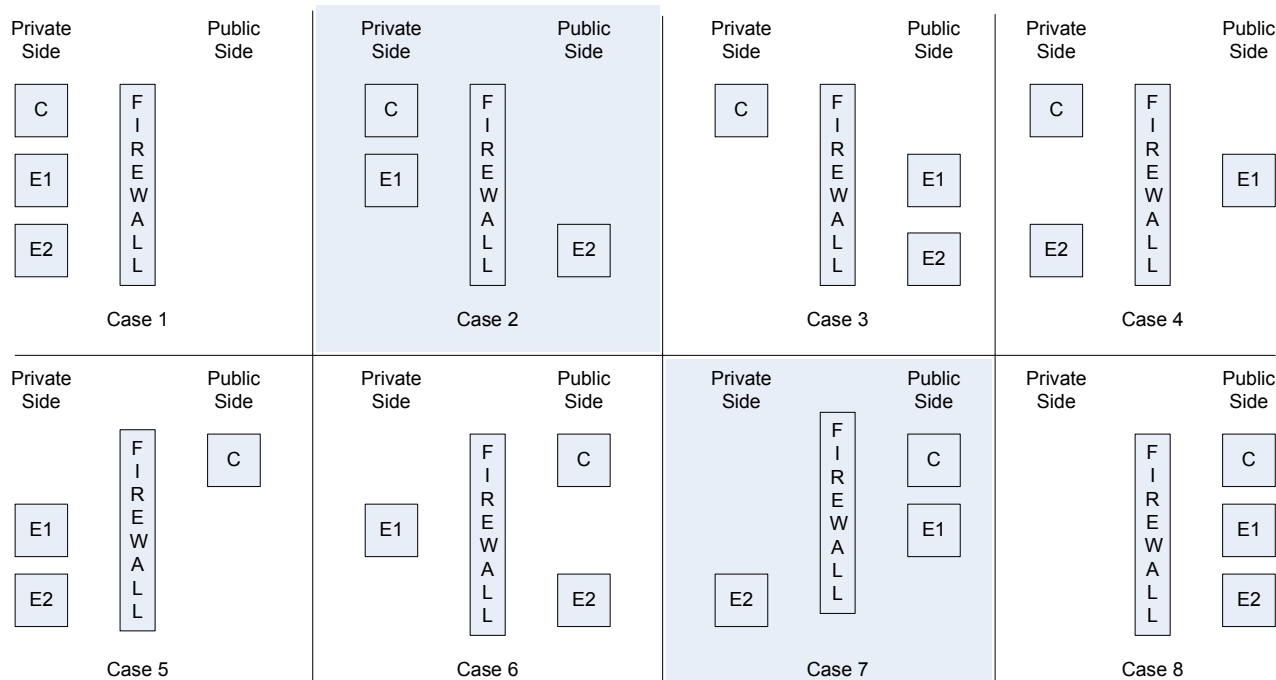 Private
Side
Public
Side
C
E1
E2
F
I
R
E
W
A
L
L
Case 1
Private
Side
Public
Side
C
E1
F
I
R
E
W
A
L
L
E2
Case 2
Private
Side
Public
Side
C
F
I
R
E
W
A
L
L
E1
E2
Case 3
Private
Side
Public
Side
C
E2
F
I
R
E
W
A
L
L
E1
Case 4
Private
Side
Public
Side
E1
E2
F
I
R
E
W
A
L
L
C
Case 5
Private
Side
Public
Side
E1
F
I
R
E
W
A
L
L
C
E2
Case 6
Private
Side
Public
Side
E2
F
I
R
E
W
A
L
L
C
E1
Case 7
Private
Side
Public
Side
F
I
R
E
W
A
L
L
C
E1
E2
Case 8